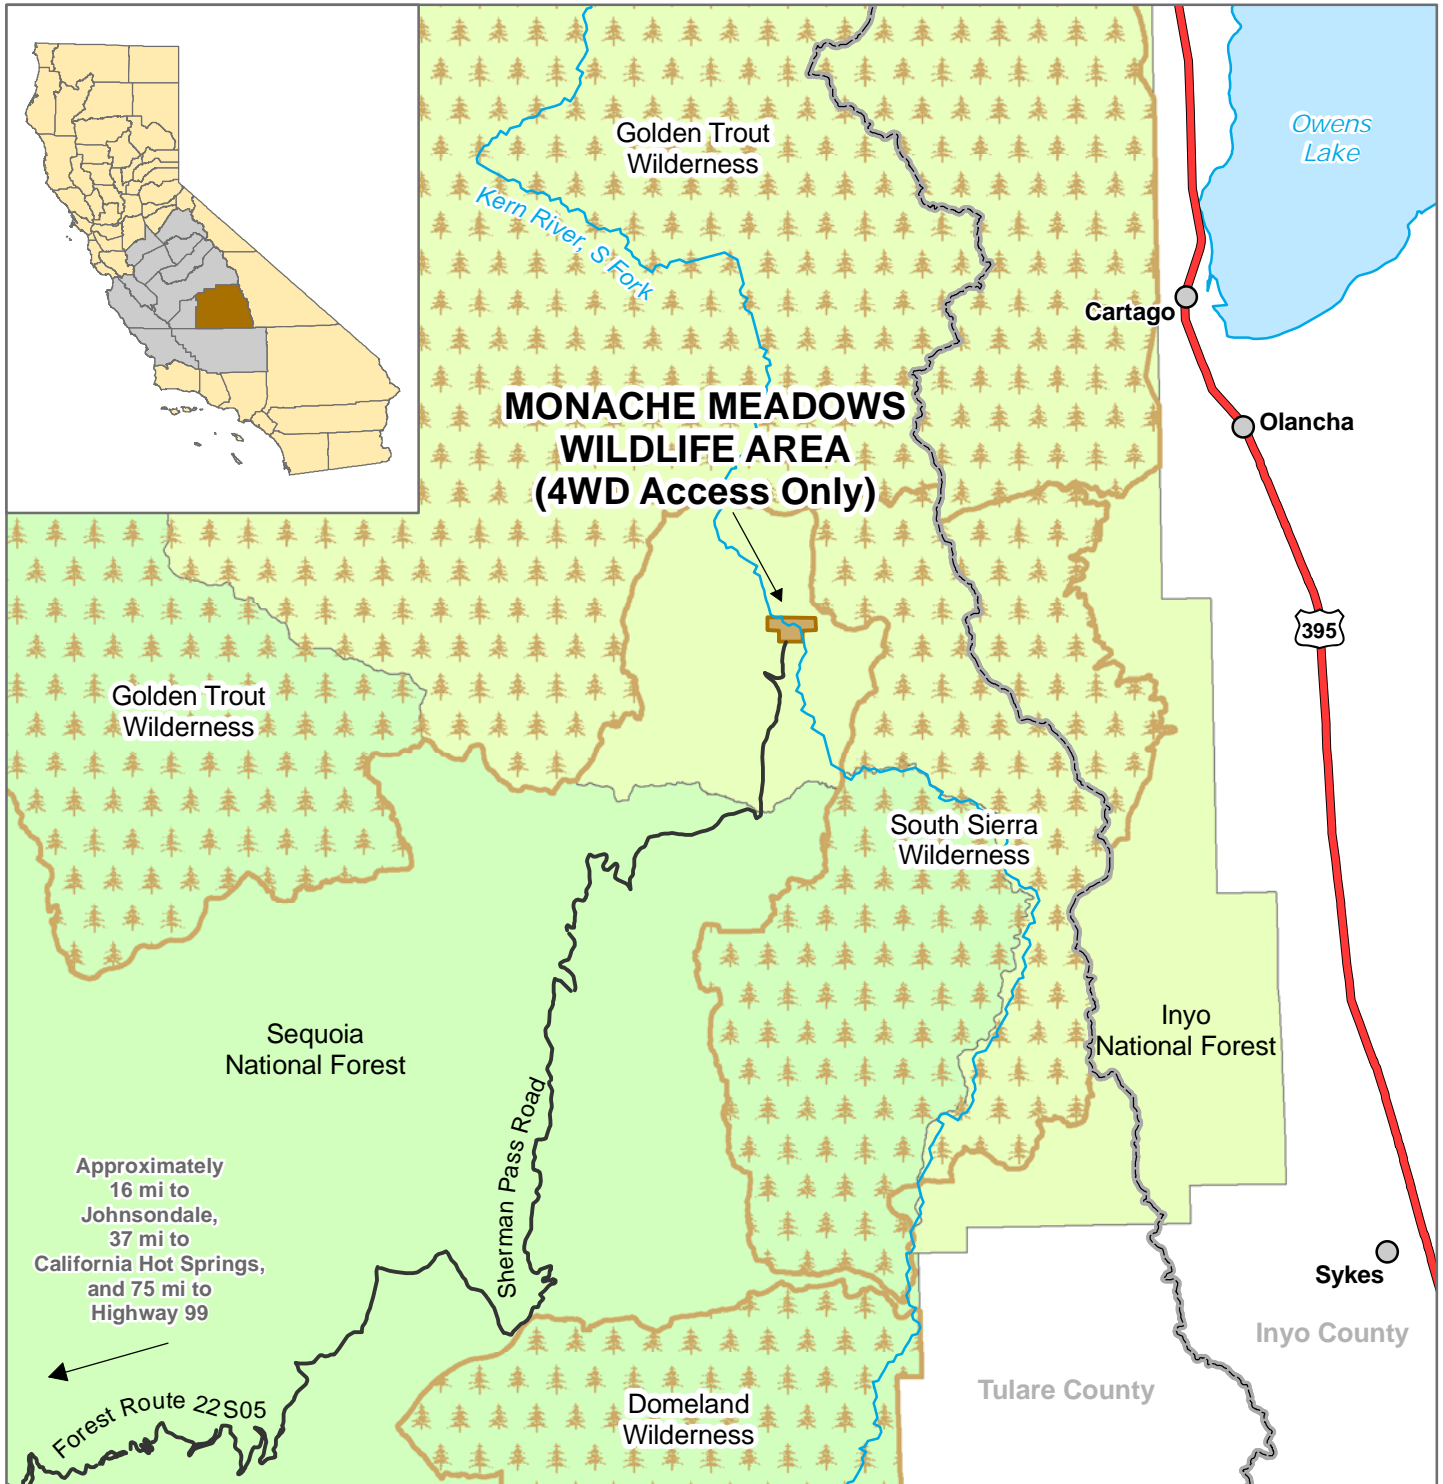 Golden Trout
Wilderness
Owens
Lake
Kern River, S Fork
Cartago
MONACHE MEADOWS
WILDLIFE AREA
(4WD Access Only)
Olancha
395
Golden Trout
Wilderness
South Sierra
Wilderness
Sequoia
National Forest
Inyo
National Forest
Sherman Pass Road
Approximately
16 mi to
Johnsondale,
37 mi to
California Hot Springs,
and 75 mi to
Highway 99
Sykes
Inyo County
Tulare County
Forest Route 22S05
Domeland
Wilderness